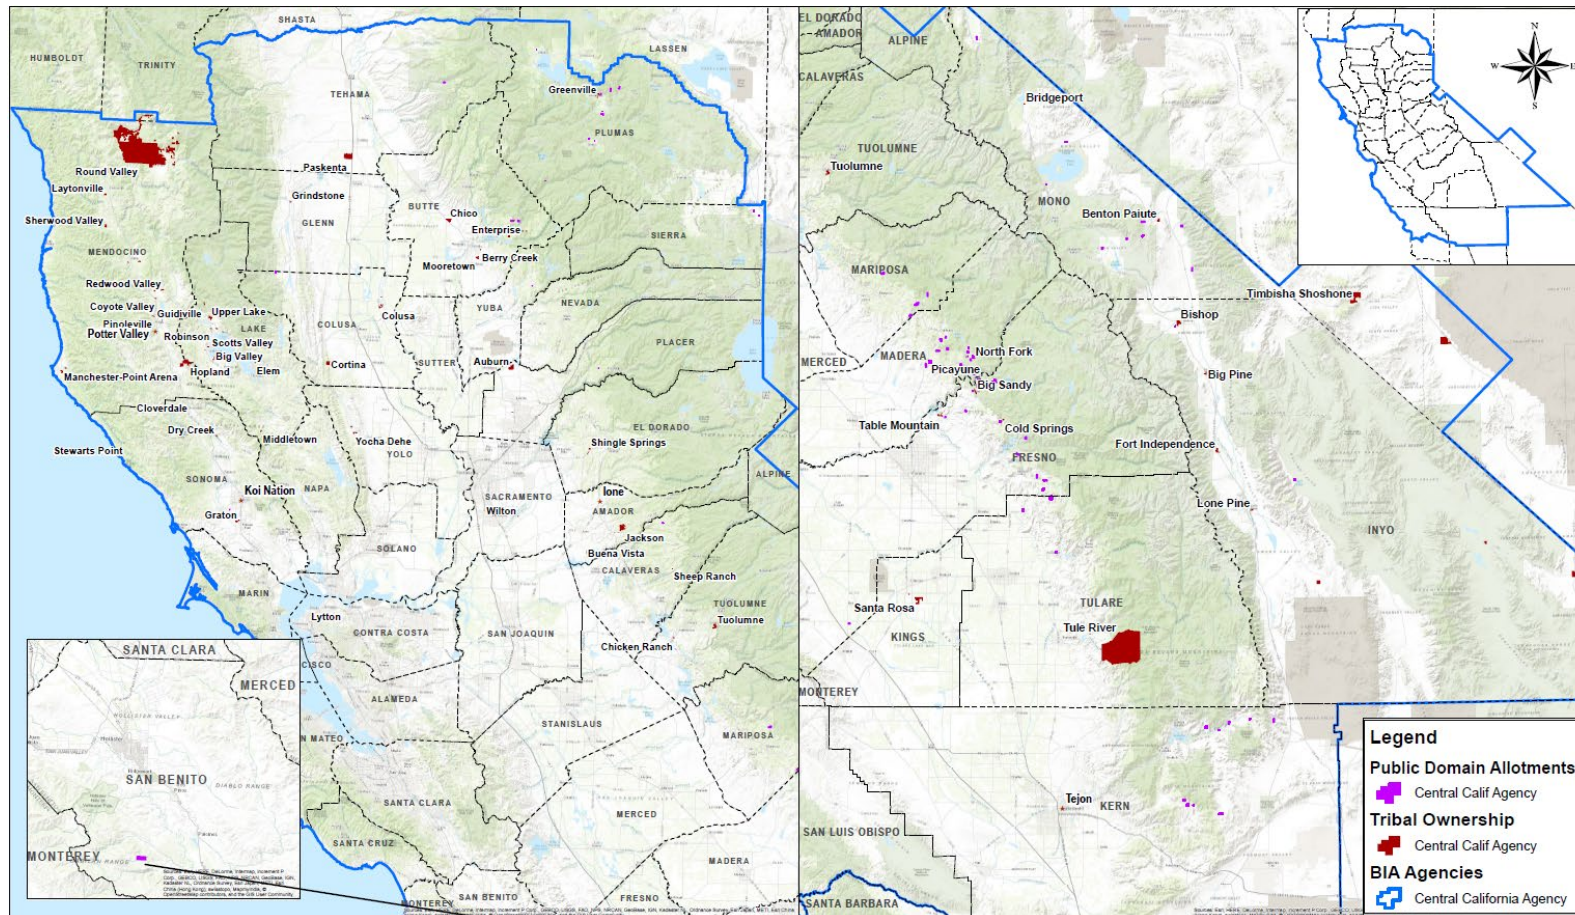 SHASTA
HUMBOLDT
TRINITY
LASSEN
TEHAMA
Greenville
PLUMAS
Round Valley
Paskenta
Laytonville
Grindstone
Sherwood Valley
GLENN
BUTTE
Chico
Enterprise
MENDOCINO
SIERRA
Berry Creek
Mooretown
Redwood Valley
NEVADA
Coyote Valley
Guidiville
Upper Lake
YUBA
Pinoleville
Potter Valley
Robinson
LAKE
COLUSA
Colusa
Scotts Valley
Big Valley
PLACER
SUTTER
Auburn
Manchester-Point Arena
Hopland
Elem
Cortina
Cloverdale
Dry Creek
Middletown
EL DORADO
Stewarts Point
Yocha Dehe
YOLO
Shingle Springs
SONOMA
Koi Nation
NAPA
ALPINE
Graton
SACRAMENTO
Wilton
Ione
AMADOR
Jackson
SOLANO
Buena Vista
CALAVERAS
Sheep Ranch
MARIN
TUOLUMNE
Tuolumne
Lytton
CONTRA COSTA
SAN JOAQUIN
Chicken Ranch
CISCO
ALAMEDA
STANISLAUS
N MATEO
MARIPOSA
SANTA CLARA
MERCED
SANTA CRUZ
MADERA
MONTEREY
SAN BENITO
FRESNO
SANTA CLARA
MERCED
SAN BENITO
DIABLO RANGE
MONTEREY
EL DORADO
AMADOR
ALPINE
CALAVERAS
Bridgeport
TUOLUMNE
Tuolumne
MONO
Benton Paiute
MARIPOSA
Timbisha Shoshone
Bishop
MERCED
MADERA
North Fork
Picayune
Big Sandy
Big Pine
Table Mountain
Cold Springs
Fort Independence
FRESNO
Lone Pine
INYO
Santa Rosa
TULARE
Tule River
KINGS
MONTEREY
Tejon
KERN
SAN LUIS OBISPO
SANTA BARBARA
N
W
E
S
Legend
Public Domain Allotments
Central Calif Agency
Tribal Ownership
Central Calif Agency
BIA Agencies
Central California Agency